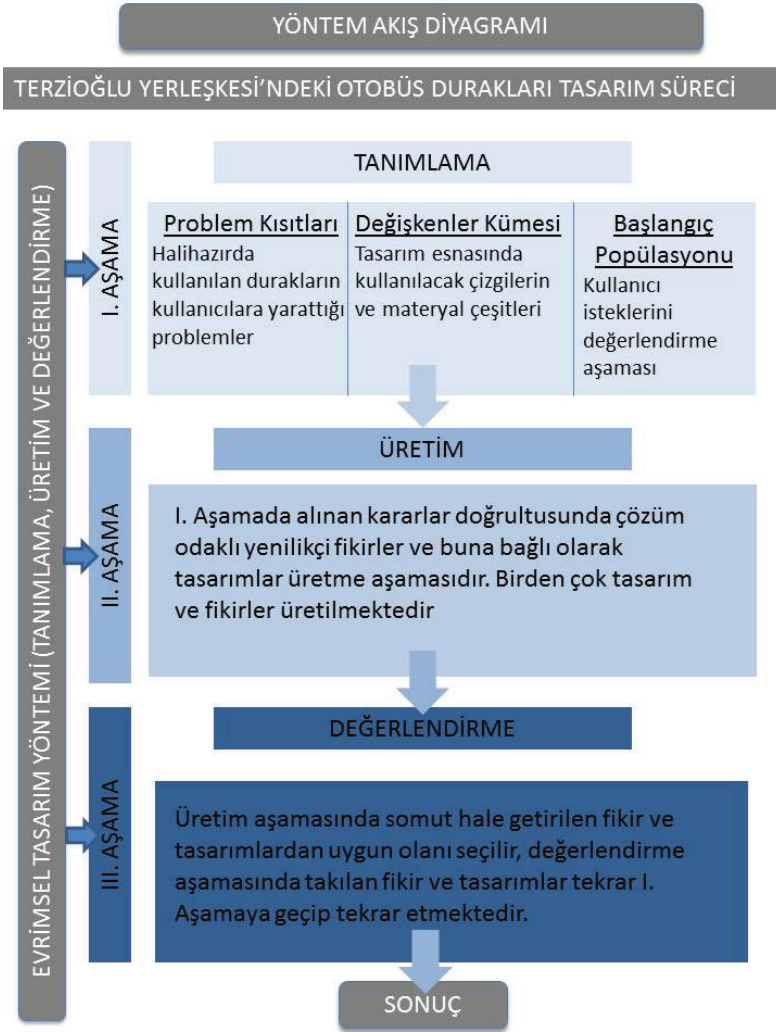 YÖNTEM AKIŞ DİYAGRAMI
TERZİOĞLU YERLEŞKESİ’NDEKİ OTOBÜS DURAKLARI TASARIM SÜRECİ
EVRİMSEL TASARIM YÖNTEMİ (TANIMLAMA, ÜRETİM VE DEĞERLENDİRME)
I. AŞAMA
TANIMLAMA
Problem Kısıtları
Halihazırda
kullanılan durakların
kullanıcılara yarattığı
problemler
Değişkenler Kümesi
Tasarım esnasında
kullanılacak çizgilerin
ve materyal çeşitleri
Başlangıç
Popülasyonu
Kullanıcı
isteklerini
değerlendirme
aşaması
II. AŞAMA
ÜRETİM
I. Aşamada alınan kararlar doğrultusunda çözüm
odaklı yenilikçi fikirler ve buna bağlı olarak
tasarımlar üretme aşamasıdır. Birden çok tasarım
ve fikirler üretilmektedir
III. AŞAMA
DEĞERLENDİRME
Üretim aşamasında somut hale getirilen fikir ve
tasarımlardan uygun olanı seçilir, değerlendirme
aşamasında takılan fikir ve tasarımlar tekrar I.
Aşamaya geçip tekrar etmektedir.
SONUÇ